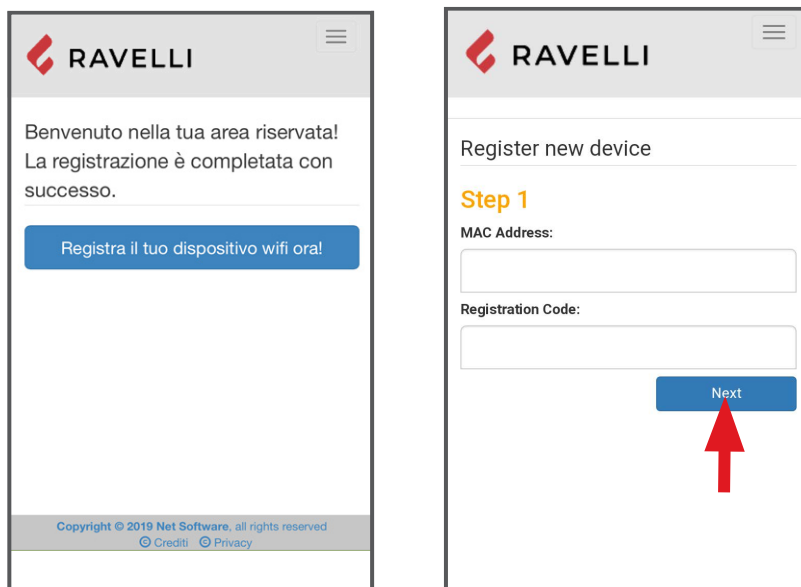 RAVELLI
Benvenuto nella tua area riservata!
La registrazione è completata con
successo.
Registra il tuo dispositivo wifi ora!
Copyright © 2019 Net Software, all rights reserved
© Crediti © Privacy
RAVELLI
Register new device
Step 1
MAC Address:
Registration Code:
Next